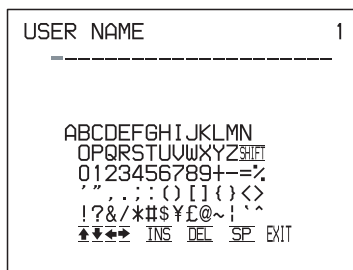 USER NAME 1
ABCDEFGHIJKLMN
OPQRSTUVWXYZSHIFT
0123456789+-=%
'",.;:()[]{}<>
!?&/*#$¥£@~¦`^
↑↓←→ INS DEL SP EXIT